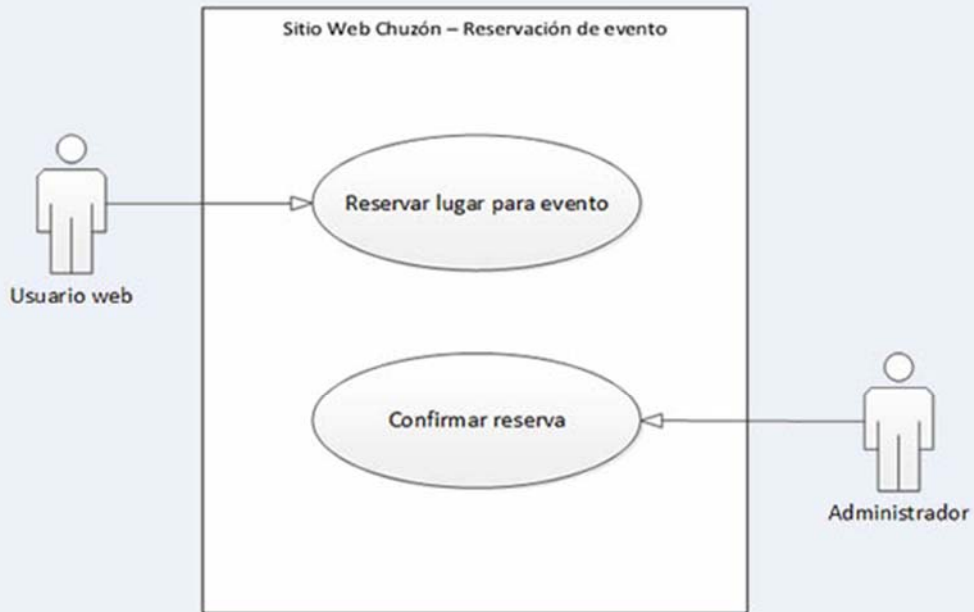 Sitio Web Chuzón – Reservación de evento
Reservar lugar para evento
Usuario web
Confirmar reserva
Administrador